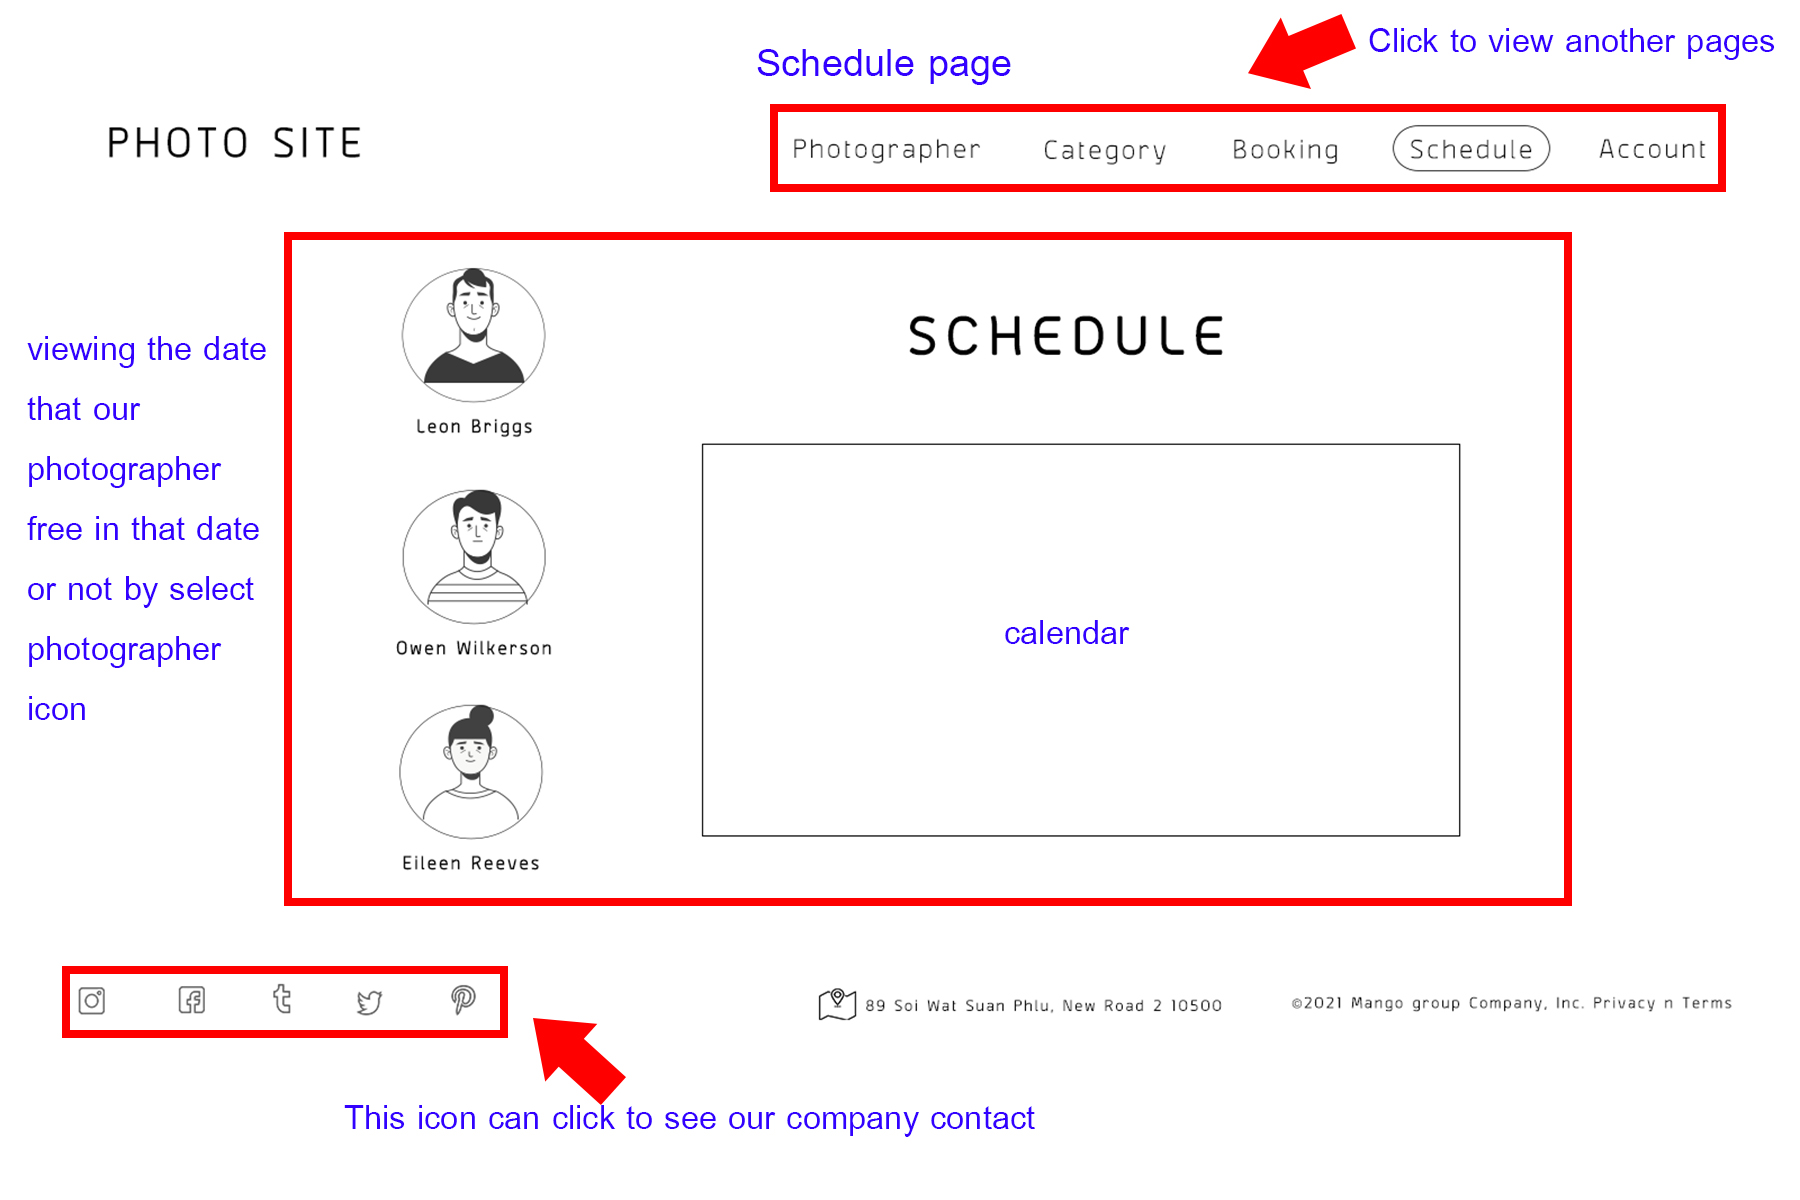 Click to view another pages
Schedule page
PHOTO SITE
Photographer Category Booking Schedule Account
viewing the date
that our
photographer
free in that date
or not by select
photographer
icon
Leon Briggs
Owen Wilkerson
Eileen Reeves
SCHEDULE
calendar
89 Soi Wat Suan Phlu, New Road 2 10500
©2021 Mango group Company, Inc. Privacy n Terms
This icon can click to see our company contact